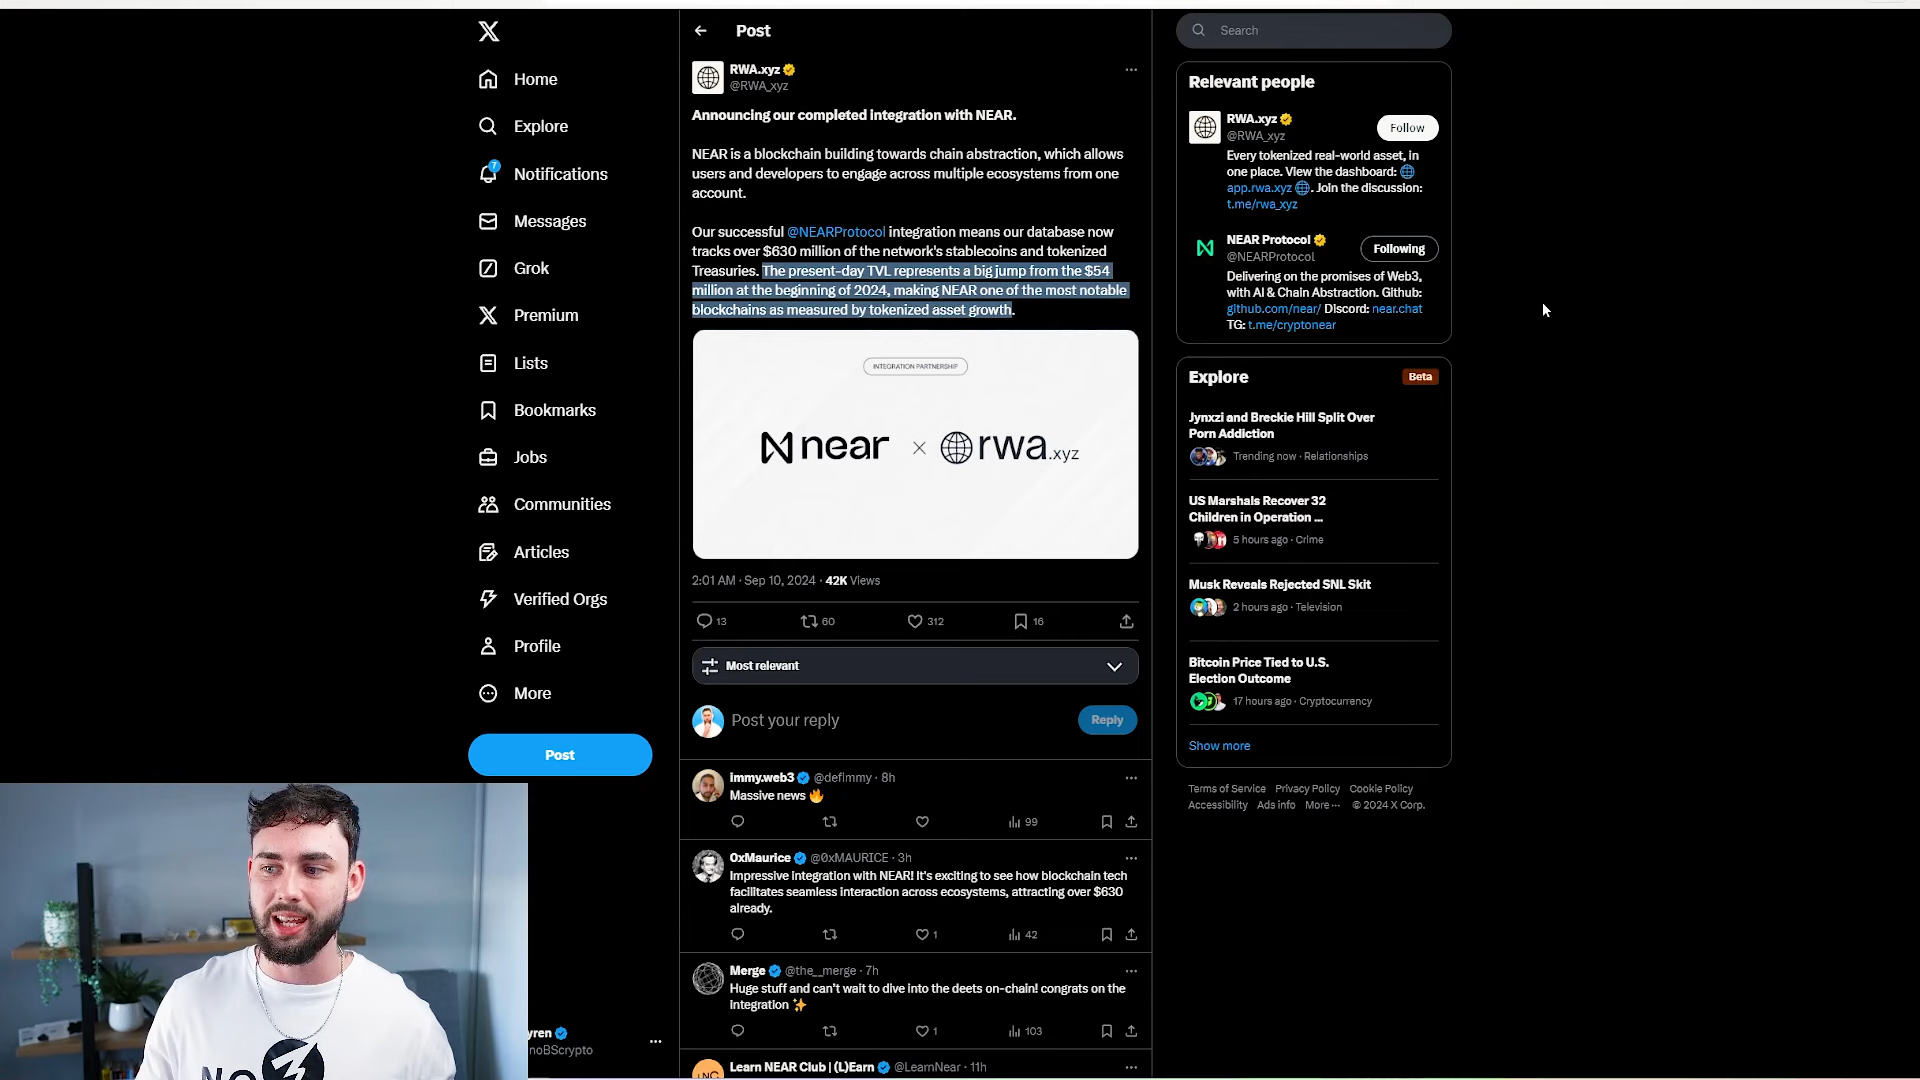 Home
Explore
7
Notifications
Messages
Grok
Premium
Lists
Bookmarks
Jobs
Communities
Articles
Verified Orgs
Profile
More
Post
yren
noBScrypto
Post
RWA.xyz
@RWA_xyz
Announcing our completed integration with NEAR.
NEAR is a blockchain building towards chain abstraction, which allows
users and developers to engage across multiple ecosystems from one
account.
Our successful @NEARProtocol integration means our database now
tracks over $630 million of the network's stablecoins and tokenized
Treasuries. The present-day TVL represents a big jump from the $54
million at the beginning of 2024, making NEAR one of the most notable
blockchains as measured by tokenized asset growth.
INTEGRATION PARTNERSHIP
near × rwa.xyz
2:01 AM · Sep 10, 2024 · 42K Views
13 60 312 16
Most relevant
Post your reply
Reply
immy.web3 @defimmy · 8h
Massive news 🔥
99
0xMaurice @0xMAURICE · 3h
Impressive integration with NEAR! It's exciting to see how blockchain tech
facilitates seamless interaction across ecosystems, attracting over $630
already.
1 42
Merge @the__merge · 7h
Huge stuff and can't wait to dive into the deets on-chain! congrats on the
integration ✨
1 103
LNC
Learn NEAR Club | (L)Earn @LearnNear · 11h
Search
Relevant people
RWA.xyz
@RWA_xyz
Follow
Every tokenized real-world asset, in
one place. View the dashboard: 🌐
app.rwa.xyz 🌐. Join the discussion:
t.me/rwa_xyz
NEAR Protocol
@NEARProtocol
Following
Delivering on the promises of Web3,
with AI & Chain Abstraction. Github:
github.com/near/ Discord: near.chat
TG: t.me/cryptonear
Explore
Beta
Jynxzi and Breckie Hill Split Over
Porn Addiction
Trending now · Relationships
US Marshals Recover 32
Children in Operation ...
5 hours ago · Crime
Musk Reveals Rejected SNL Skit
2 hours ago · Television
Bitcoin Price Tied to U.S.
Election Outcome
17 hours ago · Cryptocurrency
Show more
Terms of Service Privacy Policy Cookie Policy
Accessibility Ads info More ··· © 2024 X Corp.
NO